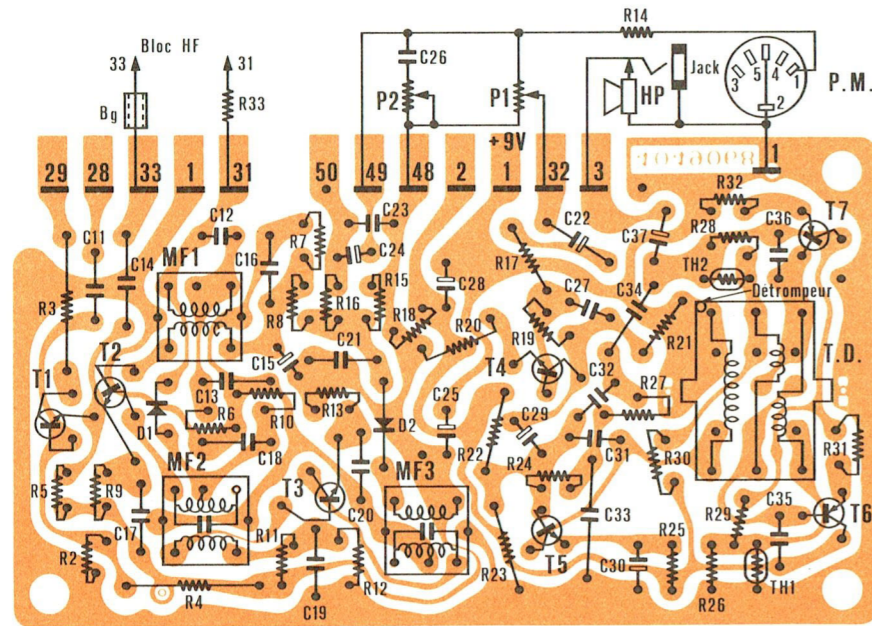 R14
33 Bloc HF 31
C26
Jack
3 5 4 1 2
P.M.
Bg R33 P2 P1 HP
+9V
29 28 33 1 31 50 49 48 2 1 32 3 1
R32
T7
C12 C23 C22 C37 R28 C36
C11 MF1 C16 R7 C24 R17
C14 TH2
R3 R8 R16 R15 C28 C27 C34 Détrompeur
R18 R20 R19 R21 T.D.
T2 C15 C21 T4 C32
T1 C13 R27
D1 R6 R10 R13 D2 C25 C29 R31
C18 R22 C31 R30
MF2 T3 MF3 R24
R5 R9 C20 C35 T6
C17 C33 R29
R2 R11 T5 R25
R12 R23 C30
R4 C19 R26 TH1